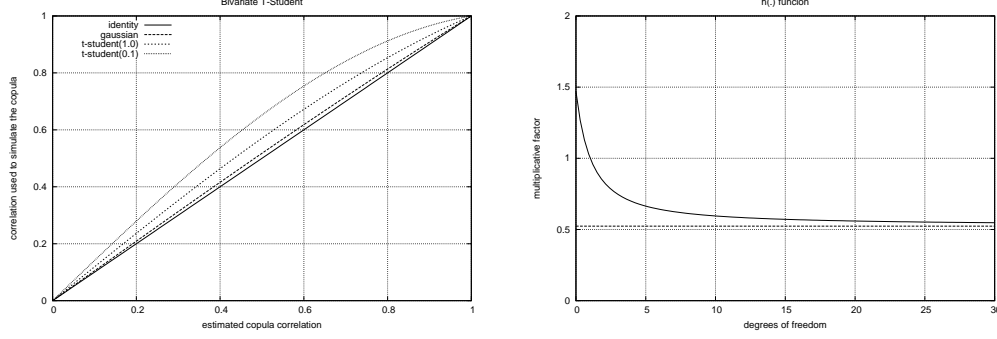 Bivariate T-Student
identity
gaussian
t-student(1.0)
t-student(0.1)
1
0.8
0.6
0.4
0.2
0
0
0.2
0.4
0.6
0.8
1
correlation used to simulate the copula
estimated copula correlation
h(.) funcion
2
1.5
1
0.5
0
0
5
10
15
20
25
30
multiplicative factor
degrees of freedom